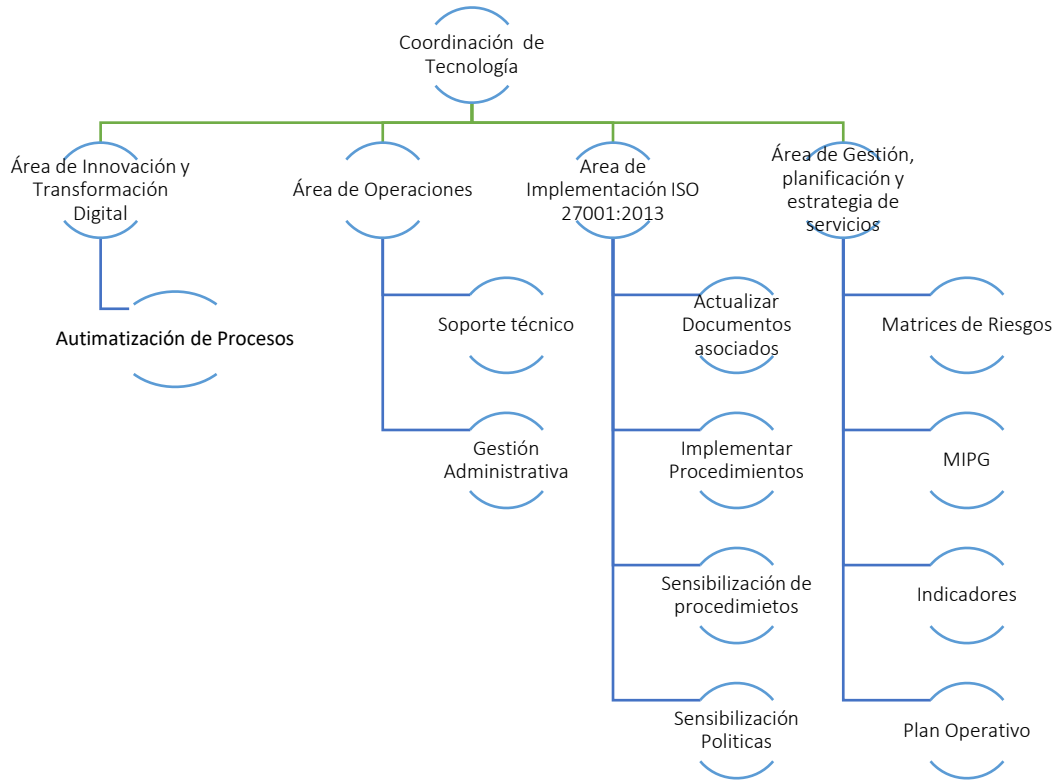 Coordinación de
Tecnología
Área de Innovación y
Transformación
Digital
Área de Operaciones
Area de
Implementación ISO
27001:2013
Área de Gestión,
planificación y
estrategia de
servicios
Autimatización de Procesos
Soporte técnico
Gestión
Administrativa
Actualizar
Documentos
asociados
Implementar
Procedimientos
Sensibilización de
procedimietos
Sensibilización
Politicas
Matrices de Riesgos
MIPG
Indicadores
Plan Operativo